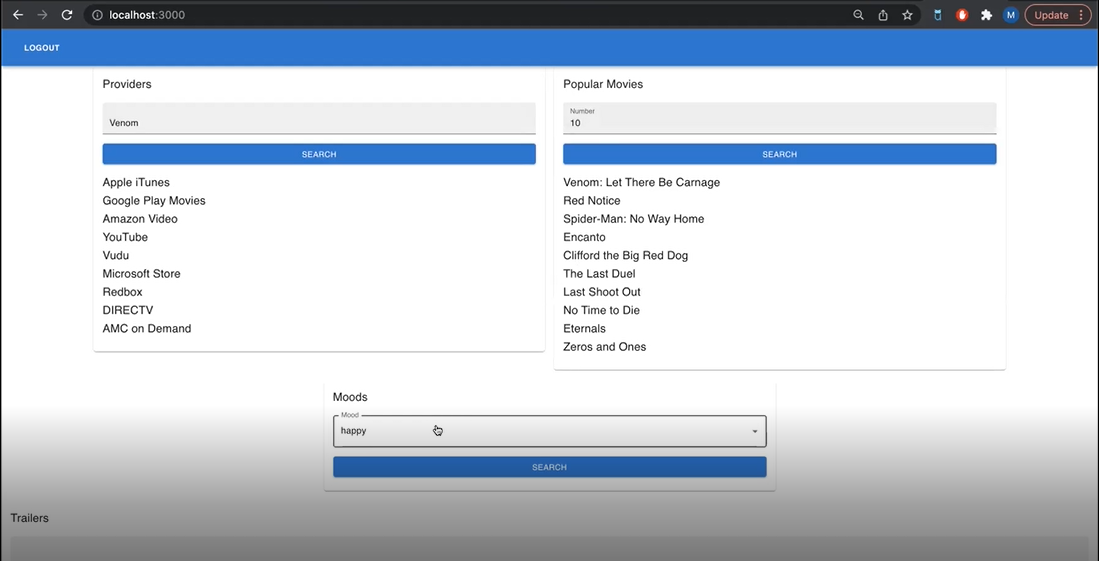 localhost:3000
M
Update
LOGOUT
Providers
Venom
SEARCH
Apple iTunes
Google Play Movies
Amazon Video
YouTube
Vudu
Microsoft Store
Redbox
DIRECTV
AMC on Demand
Popular Movies
Number
10
SEARCH
Venom: Let There Be Carnage
Red Notice
Spider-Man: No Way Home
Encanto
Clifford the Big Red Dog
The Last Duel
Last Shoot Out
No Time to Die
Eternals
Zeros and Ones
Moods
Mood
happy
SEARCH
Trailers